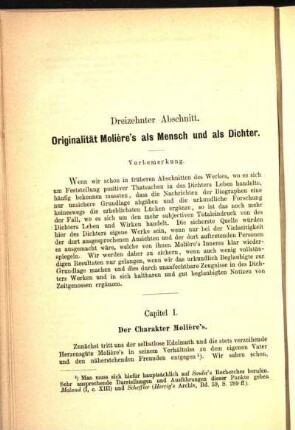 Dreizehnter Abschnitt.
Originalität Molière's als Mensch und als Dichter.
Vorbemerkung.
Wenn wir schon in früheren Abschnitten des Werkes, wo es sich
um Feststellung positiver Thatsachen in des Dichters Leben handelte,
häufig bekennen mussten, dass die Nachrichten der Biographen eine
nur unsichere Grundlage abgäben und die urkundliche Forschung
keineswegs die erheblichsten Lücken ergänze, so ist das noch mehr
der Fall, wo es sich um den mehr subjectiven Totaleindruck von des
Dichters Leben und Wirken handelt. Die sicherste Quelle würden
hier des Dichters eigene Werke sein, wenn nur bei der Vielseitigkeit
der dort ausgesprochenen Ansichten und der dort auftretenden Personen
es ausgemacht wäre, welche von ihnen Molière's Inneres klar wieder-
spiegeln. Wir werden daher zu sichern, wenn auch wenig vollstän-
digen Resultaten nur gelangen, wenn wir das urkundlich Beglaubigte zur
Grundlage machen und dies durch unanfechtbare Zeugnisse in des Dich-
ters Werken und in sich haltbaren und gut beglaubigten Notizen von
Zeitgenossen ergänzen.
Capitel I.
Der Charakter Molière's.
Zunächst tritt uns der selbstlose Edelmuth und die stets verzeihende
Herzensgüte Molière's in seinem Verhältniss zu dem eigenen Vater
und den näherstehenden Freunden entgegen¹). Wir sahen schon,
¹) Man muss sich hiefür hauptsächlich auf Soulié's Recherches berufen.
Sehr ansprechende Darstellungen und Ausführungen dieser Punkte geben
Moland (I, c. XIII) und Scheffler (Herrig's Archiv, Bd. 59, S. 289 ff.).